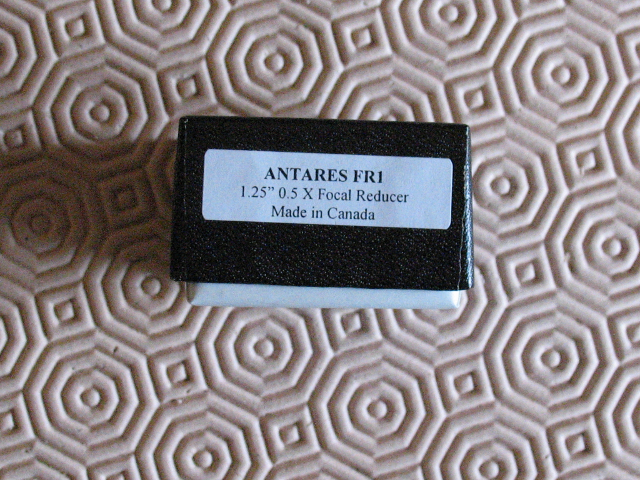 ANTARES FR1
1.25” 0.5 X Focal Reducer
Made in Canada